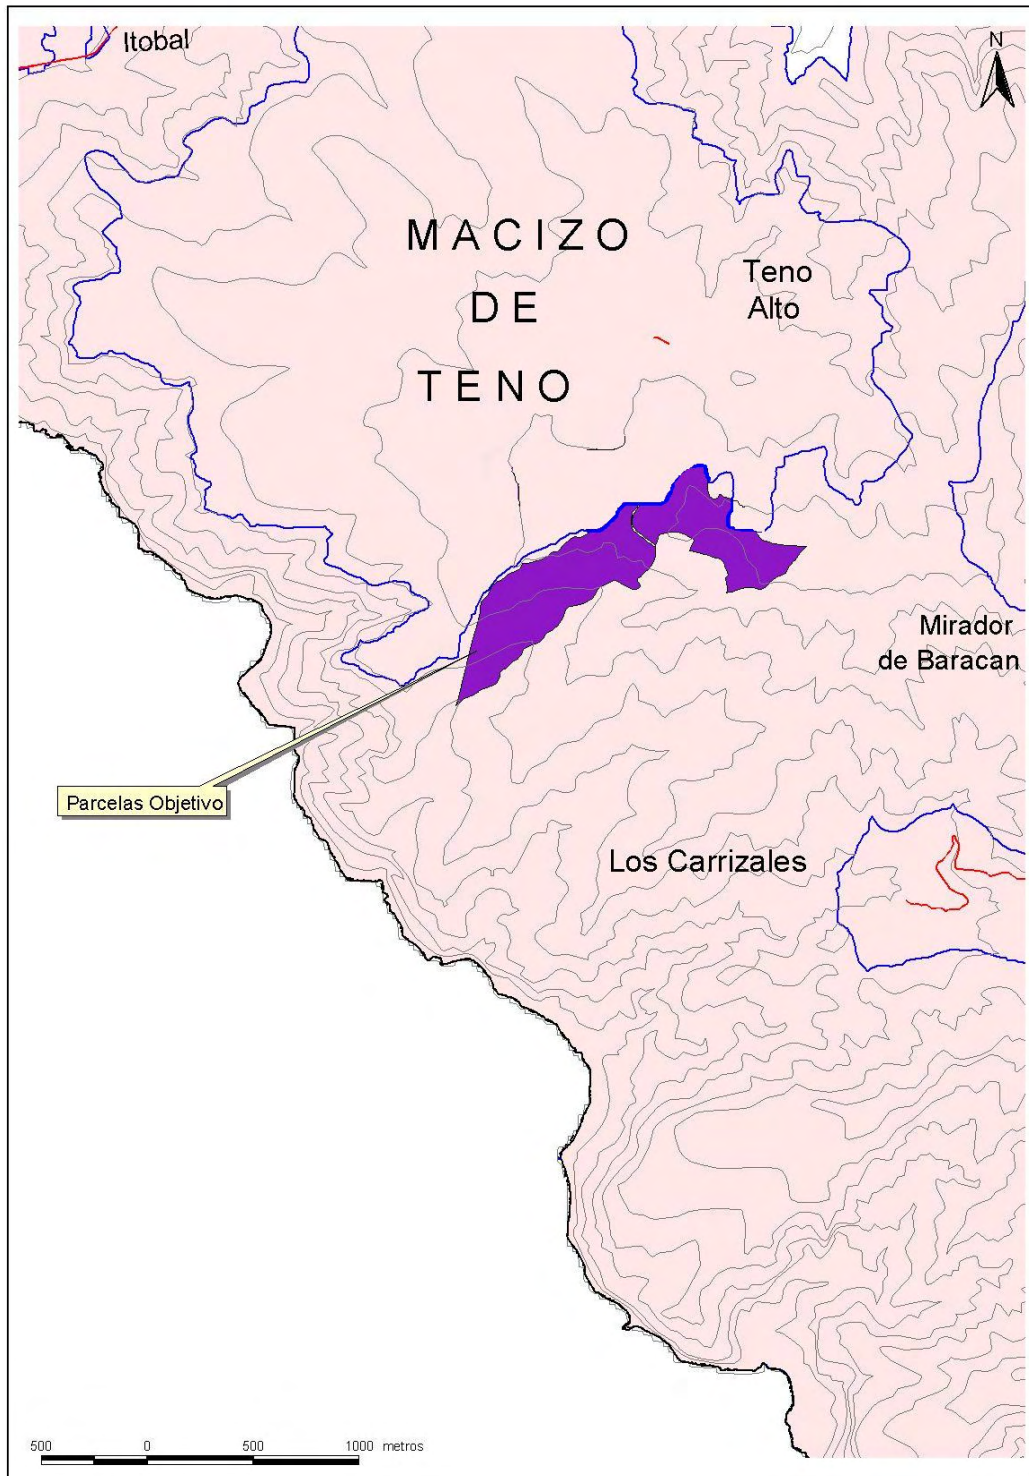 Itobal
N
MACIZO
DE
TENO
Teno
Alto
Mirador
de Baracan
Parcelas Objetivo
Los Carrizales
500 0 500 1000 metros